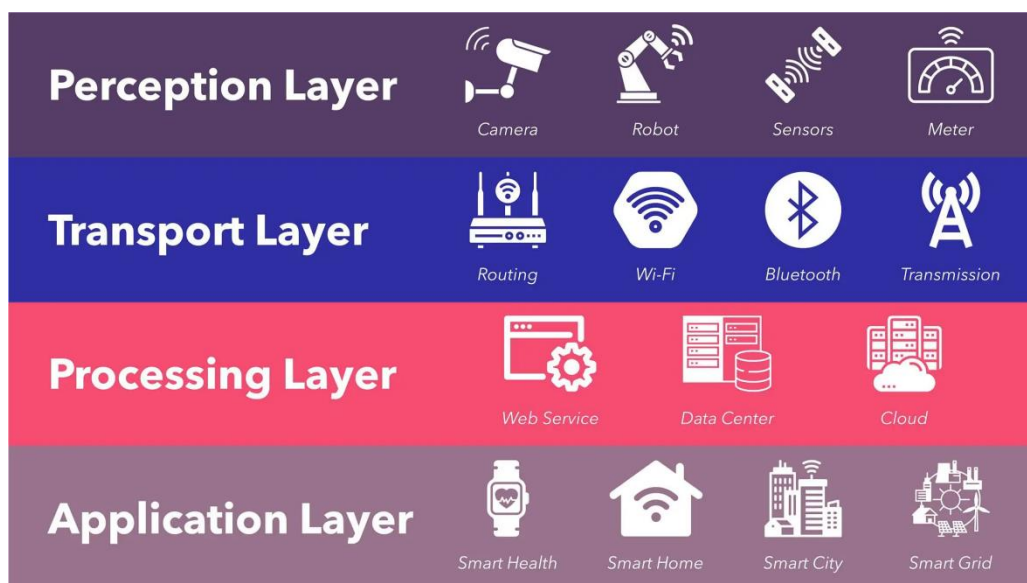 Perception Layer
Camera
Robot
Sensors
Meter
Transport Layer
Routing
Wi-Fi
Bluetooth
Transmission
Processing Layer
Web Service
Data Center
Cloud
Application Layer
Smart Health
Smart Home
Smart City
Smart Grid